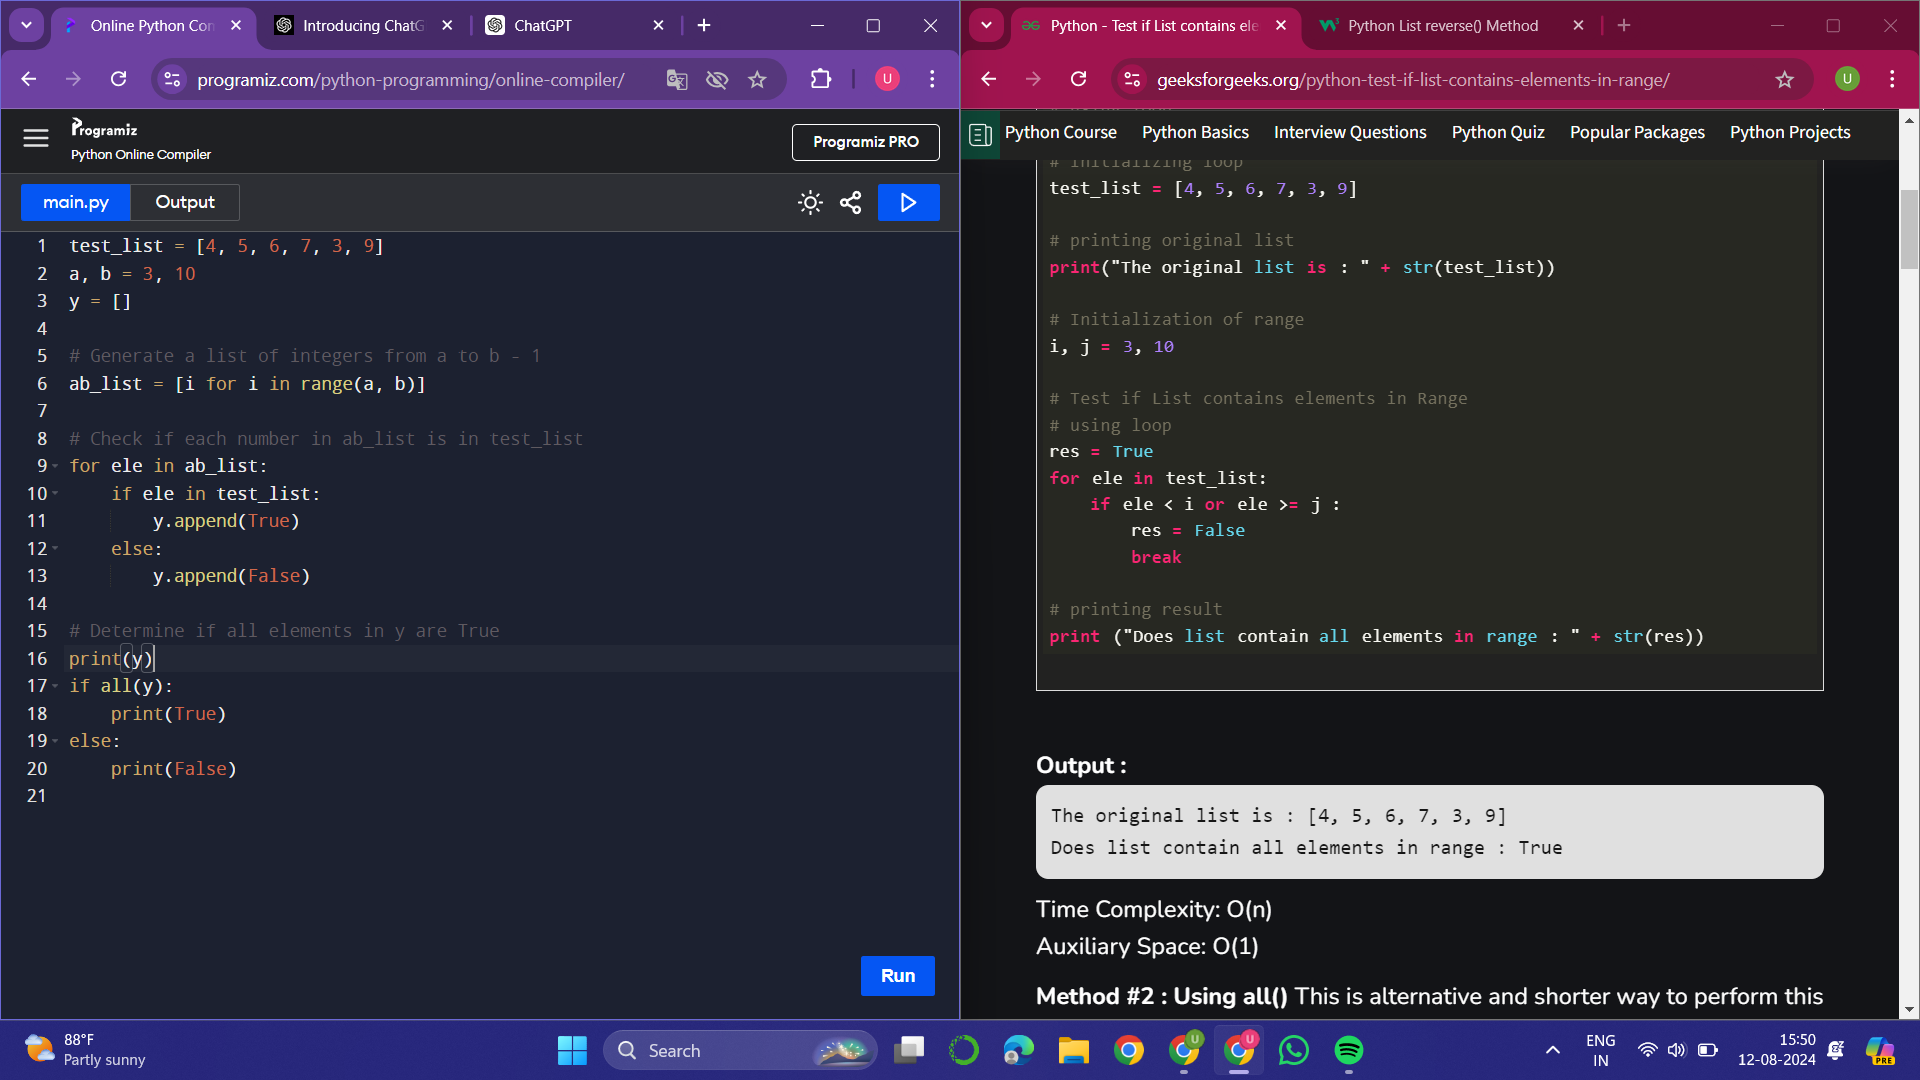 Online Python Con
Introducing ChatG
ChatGPT
programiz.com/python-programming/online-compiler/
U
Programiz
Python Online Compiler
Programiz PRO
main.py
Output
1 test_list = [4, 5, 6, 7, 3, 9]
2 a, b = 3, 10
3 y = []
4
5 # Generate a list of integers from a to b - 1
6 ab_list = [i for i in range(a, b)]
7
8 # Check if each number in ab_list is in test_list
9 for ele in ab_list:
10 if ele in test_list:
11 y.append(True)
12 else:
13 y.append(False)
14
15 # Determine if all elements in y are True
16 print(y)
17 if all(y):
18 print(True)
19 else:
20 print(False)
21
Run
Python - Test if List contains ele
Python List reverse() Method
geeksforgeeks.org/python-test-if-list-contains-elements-in-range/
U
Python Course
Python Basics
Interview Questions
Python Quiz
Popular Packages
Python Projects
# Initializing loop
test_list = [4, 5, 6, 7, 3, 9]
# printing original list
print("The original list is : " + str(test_list))
# Initialization of range
i, j = 3, 10
# Test if List contains elements in Range
# using loop
res = True
for ele in test_list:
if ele < i or ele >= j :
res = False
break
# printing result
print ("Does list contain all elements in range : " + str(res))
Output :
The original list is : [4, 5, 6, 7, 3, 9]
Does list contain all elements in range : True
Time Complexity: O(n)
Auxiliary Space: O(1)
Method #2 : Using all() This is alternative and shorter way to perform this
88°F
Partly sunny
Search
U
U
ENG
IN
15:50
12-08-2024
PRE